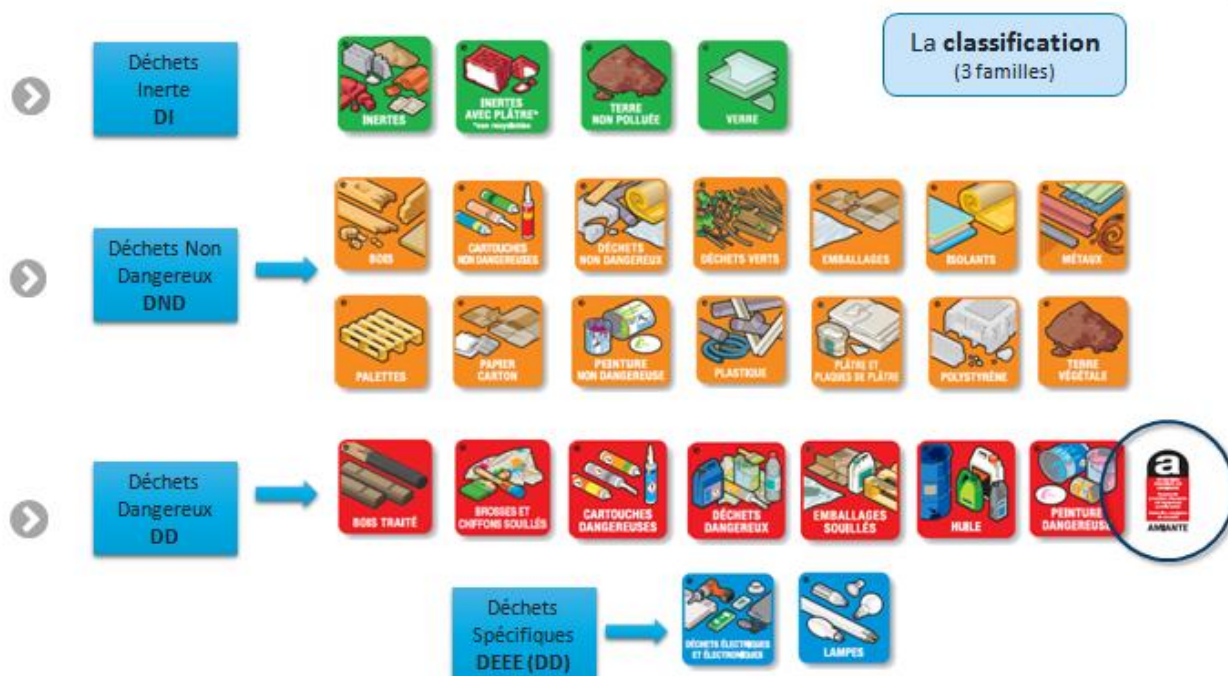 La classification
(3 familles)
Déchets
Inerte
DI
INERTES
INERTES
AVEC PLÂTRE*
*non recyclable
TERRE
NON POLLUÉE
VERRE
Déchets Non
Dangereux
DND
BOIS
CARTOUCHES
NON DANGEREUSES
DÉCHETS
NON DANGEREUX
DÉCHETS VERTS
EMBALLAGES
ISOLANTS
MÉTAUX
PALETTES
PAPIER
CARTON
PEINTURE
NON DANGEREUSE
PLASTIQUE
PLÂTRE ET
PLAQUES DE PLÂTRE
POLYSTYRÈNE
TERRE
VÉGÉTALE
Déchets
Dangereux
DD
BOIS TRAITÉ
BROSSES ET
CHIFFONS SOUILLÉS
CARTOUCHES
DANGEREUSES
DÉCHETS
DANGEREUX
EMBALLAGES
SOUILLÉS
HUILE
PEINTURE
DANGEREUSE
a
AMIANTE
Déchets
Spécifiques
DEEE (DD)
DÉCHETS ÉLECTRIQUES
ET ÉLECTRONIQUES
LAMPES